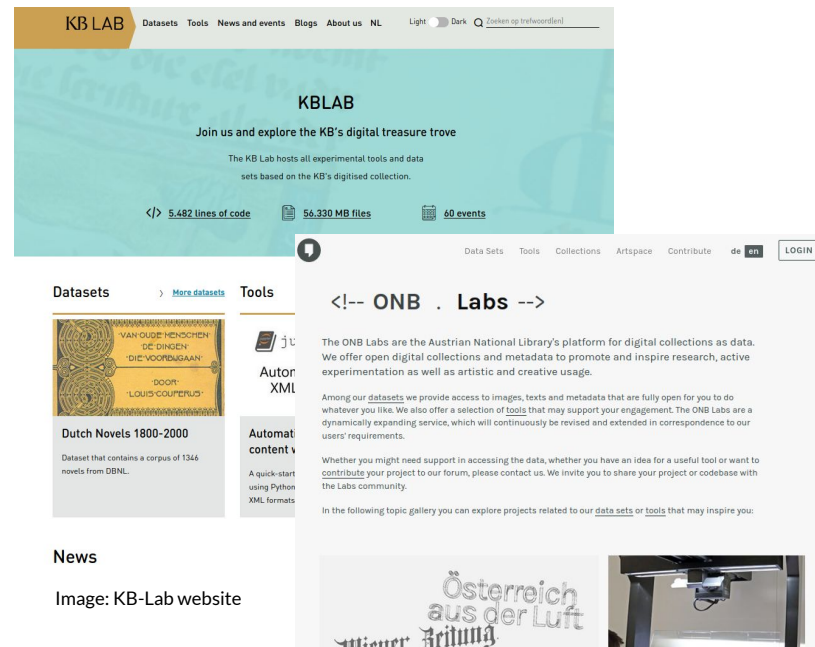 KB LAB
Datasets Tools News and events Blogs About us NL Light Dark Zoeken op trefwoord(en)
KBLAB
Join us and explore the KB's digital treasure trove
The KB Lab hosts all experimental tools and data
sets based on the KB's digitised collection.
</> 5.482 lines of code 56.330 MB files 60 events
Datasets > More datasets Tools
VAN·OUDE·MENSCHEN·
·DE·DINGEN·
·DIE·VOORBIJGAAN·
·DOOR·
·LOUIS·COUPERUS·
Dutch Novels 1800-2000
Dataset that contains a corpus of 1346
novels from DBNL.
ju
Autom
XML
Automati
content
A quick-start
using Python
XML formats
News
Image: KB-Lab website
Data Sets Tools Collections Artspace Contribute de en LOGIN
<!-- ONB . Labs -->
The ONB Labs are the Austrian National Library's platform for digital collections as data.
We offer open digital collections and metadata to promote and inspire research, active
experimentation as well as artistic and creative usage.
Among our datasets we provide access to images, texts and metadata that are fully open for you to do
whatever you like. We also offer a selection of tools that may support your engagement. The ONB Labs are a
dynamically expanding service, which will continuously be revised and extended in correspondence to our
users' requirements.
Whether you might need support in accessing the data, whether you have an idea for a useful tool or want to
contribute your project to our forum, please contact us. We invite you to share your project or codebase with
the Labs community.
In the following topic gallery you can explore projects related to our data sets or tools that may inspire you:
Österreich
aus der Luft
Wiener Zeitung